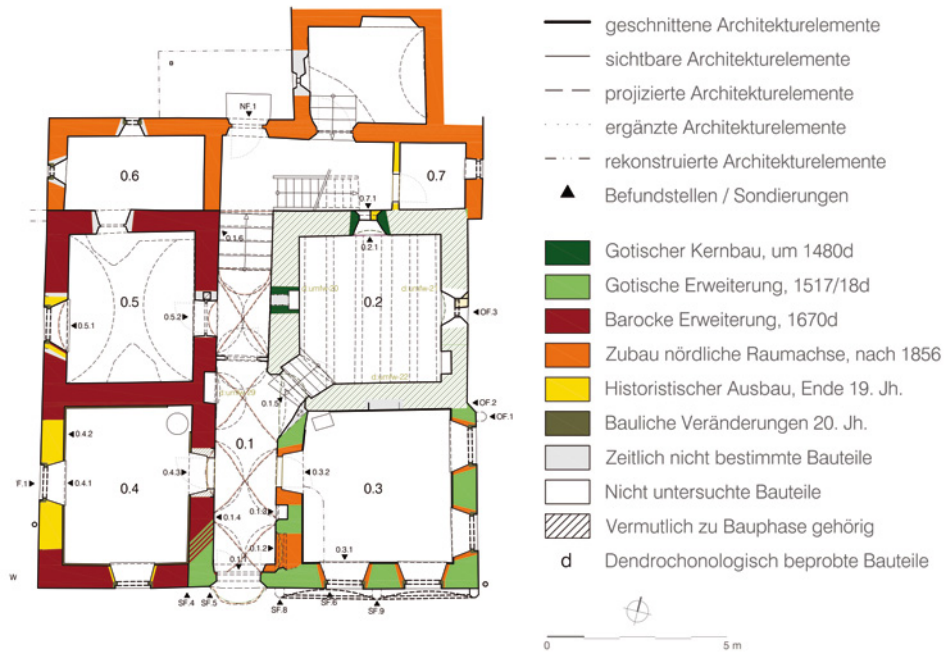 geschnittene Architekturelemente
sichtbare Architekturelemente
projizierte Architekturelemente
ergänzte Architekturelemente
rekonstruierte Architekturelemente
Befundstellen / Sondierungen
Gotischer Kernbau, um 1480d
Gotische Erweiterung, 1517/18d
Barocke Erweiterung, 1670d
Zubau nördliche Raumachse, nach 1856
Historistischer Ausbau, Ende 19. Jh.
Bauliche Veränderungen 20. Jh.
Zeitlich nicht bestimmte Bauteile
Nicht untersuchte Bauteile
Vermutlich zu Bauphase gehörig
d Dendrochonologisch beprobte Bauteile
0 5 m
B
NF.1
0.6
0.7
0.7.1
0.2.1
0.1.6
0.5
0.2
d.umfw-20
0.5.1
0.5.2
OF.3
d.umfw-22
0.1.5
OF.2
OF.1
0.4.2
0.1
0.4
0.4.3
0.3.2
0.3
F.1
0.4.1
0.1.4
0.1.2
0.3.1
0.1.1
W
O
SF.4
SF.5
SF.8
SF.6
SF.9